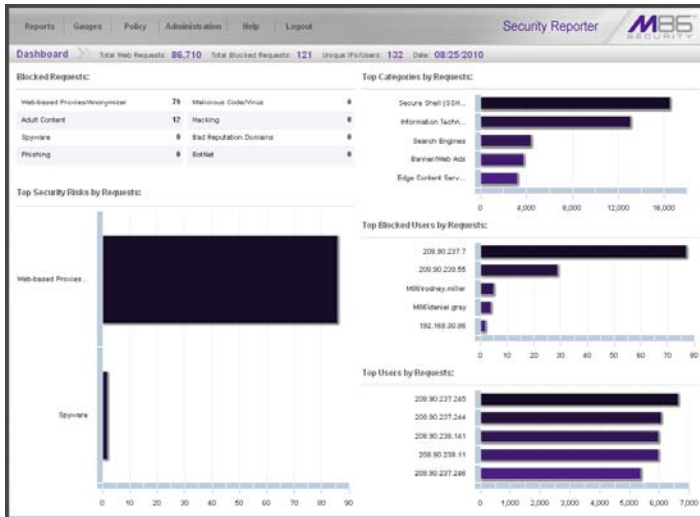 Reports Gauges Policy Administration Help Logout
Security Reporter
M86 SECURITY
Dashboard Total Web Requests: 86,710 Total Blocked Requests: 121 Unique IPs/Users: 132 Date: 08/25/2010
Blocked Requests:
Web-based Proxies/Anonymizer 79 Malicious Code/Virus 0
Adult Content 12 Hacking 0
Spyware 0 Bad Reputation Domains 0
Phishing 0 BotNet 0
Top Security Risks by Requests:
Web-based Proxies...
Spyware
0 10 20 30 40 50 60 70 80 90
Top Categories by Requests:
Secure Shell (SSH...
Information Techn...
Search Engines
Banner/Web Ads
Edge Content Serv...
0 4,000 8,000 12,000 16,000
Top Blocked Users by Requests:
208.90.237.7
208.90.239.55
M86\rodney.miller
M86\daniel.gray
192.168.30.86
0 10 20 30 40 50 60 70 80
Top Users by Requests:
208.90.237.245
208.90.237.244
208.90.238.141
208.90.238.11
208.90.237.246
0 1,000 2,000 3,000 4,000 5,000 6,000 7,000